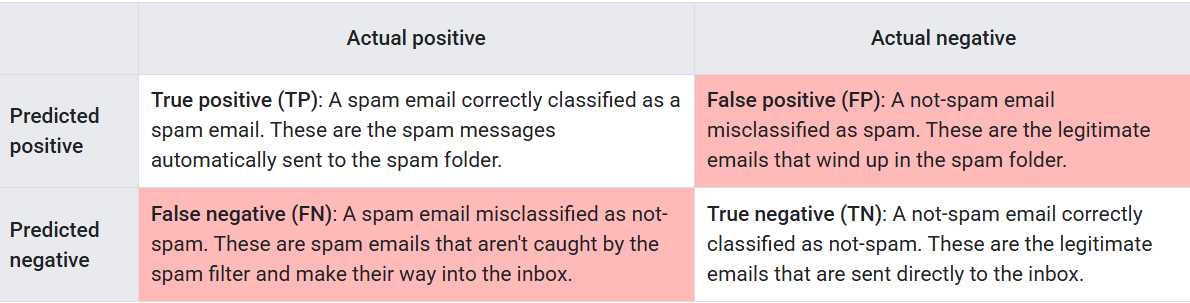 Actual positive
Actual negative
Predicted
positive
True positive (TP): A spam email correctly classified as a
spam email. These are the spam messages
automatically sent to the spam folder.
False positive (FP): A not-spam email
misclassified as spam. These are the legitimate
emails that wind up in the spam folder.
Predicted
negative
False negative (FN): A spam email misclassified as not-
spam. These are spam emails that aren't caught by the
spam filter and make their way into the inbox.
True negative (TN): A not-spam email correctly
classified as not-spam. These are the legitimate
emails that are sent directly to the inbox.